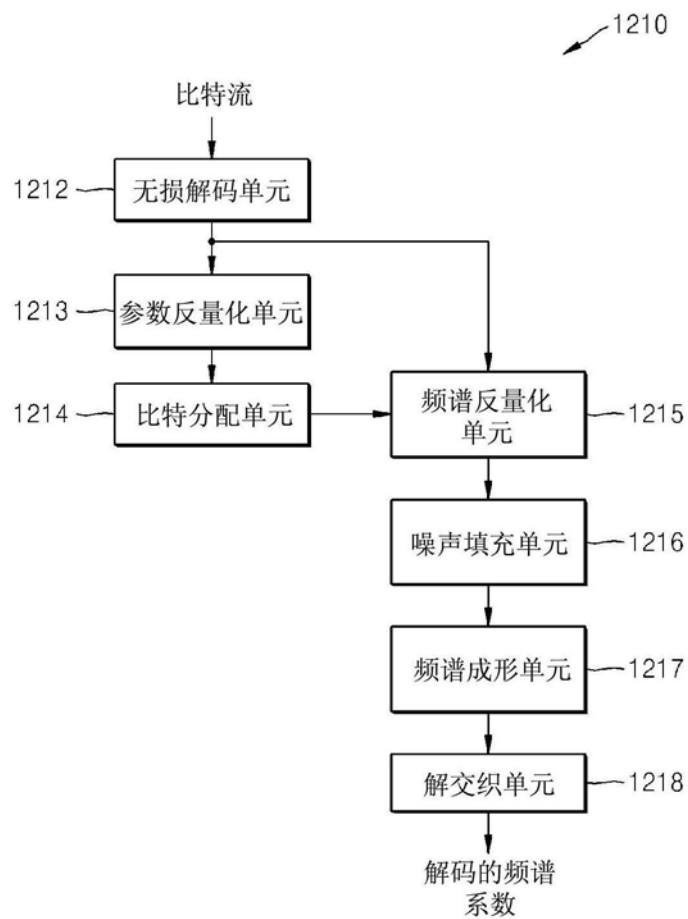 1210
比特流
1212
无损解码单元
1213
参数反量化单元
1214
比特分配单元
频谱反量化
单元
1215
噪声填充单元
1216
频谱成形单元
1217
解交织单元
1218
解码的频谱
系数